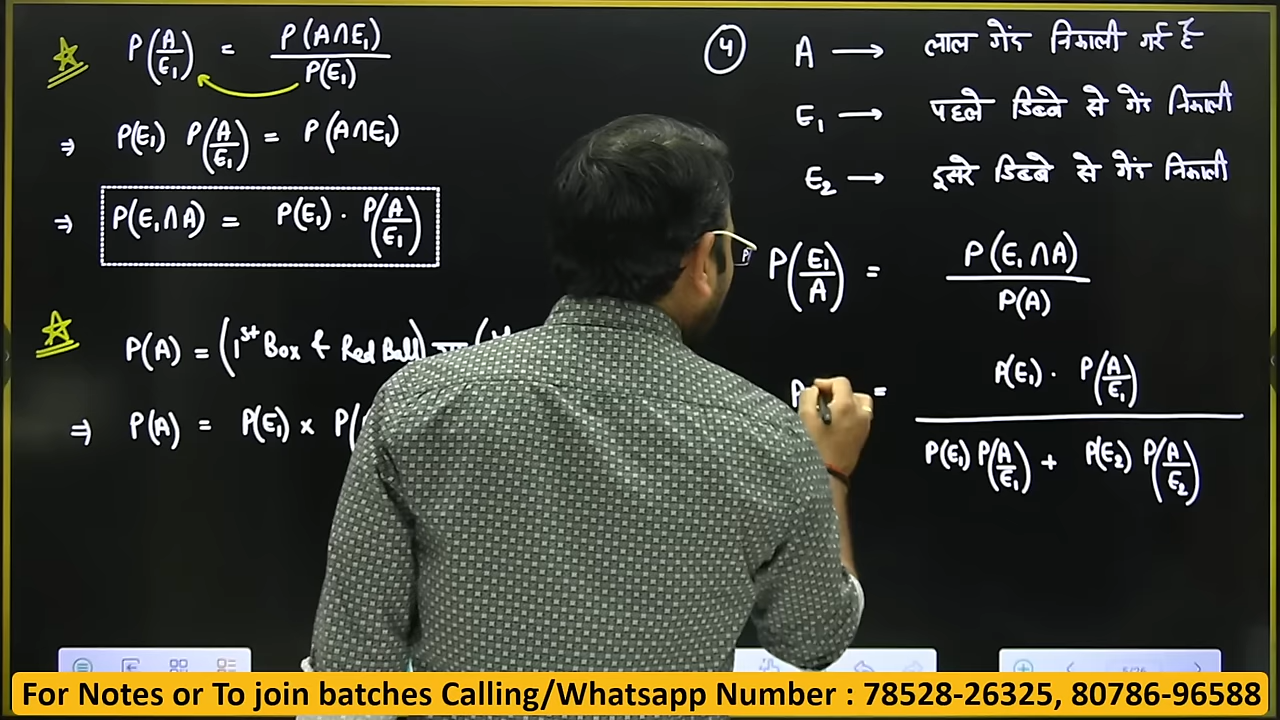 P(A/E₁) = P(A∩E₁)/P(E₁)
⇒ P(E₁) P(A/E₁) = P(A∩E₁)
⇒ P(E₁∩A) = P(E₁) · P(A/E₁)
P(A) = (1st Box & Red Ball) या
⇒ P(A) = P(E₁) × P(
④ A → लाल गेंद निकाली गई है
E₁ → पहले डिब्बे से गेंद निकाली
E₂ → दूसरे डिब्बे से गेंद निकाली
P(E₁/A) = P(E₁∩A)/P(A)
= P(E₁) · P(A/E₁)
P(E₁) P(A/E₁) + P(E₂) P(A/E₂)
For Notes or To join batches Calling/Whatsapp Number : 78528-26325, 80786-96588